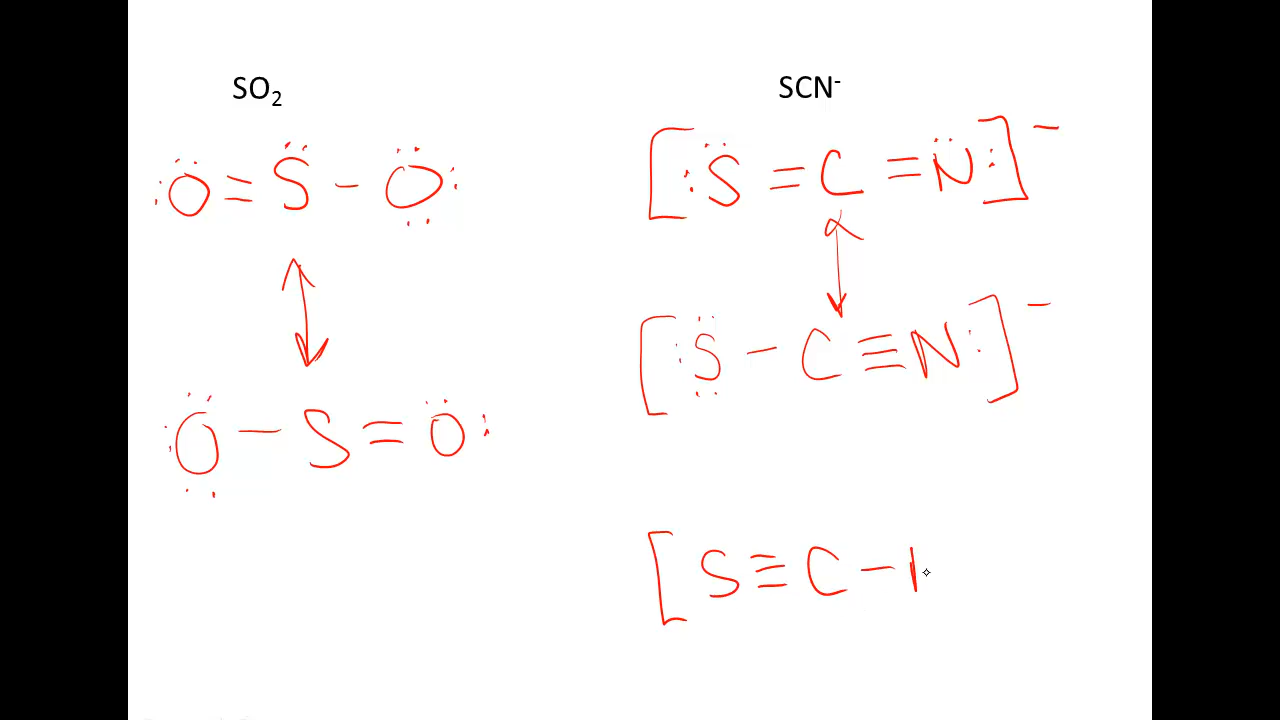 SO₂
O=S-O
O-S=O
SCN⁻
[S=C=N]⁻
[S-C≡N]⁻
[S≡C-